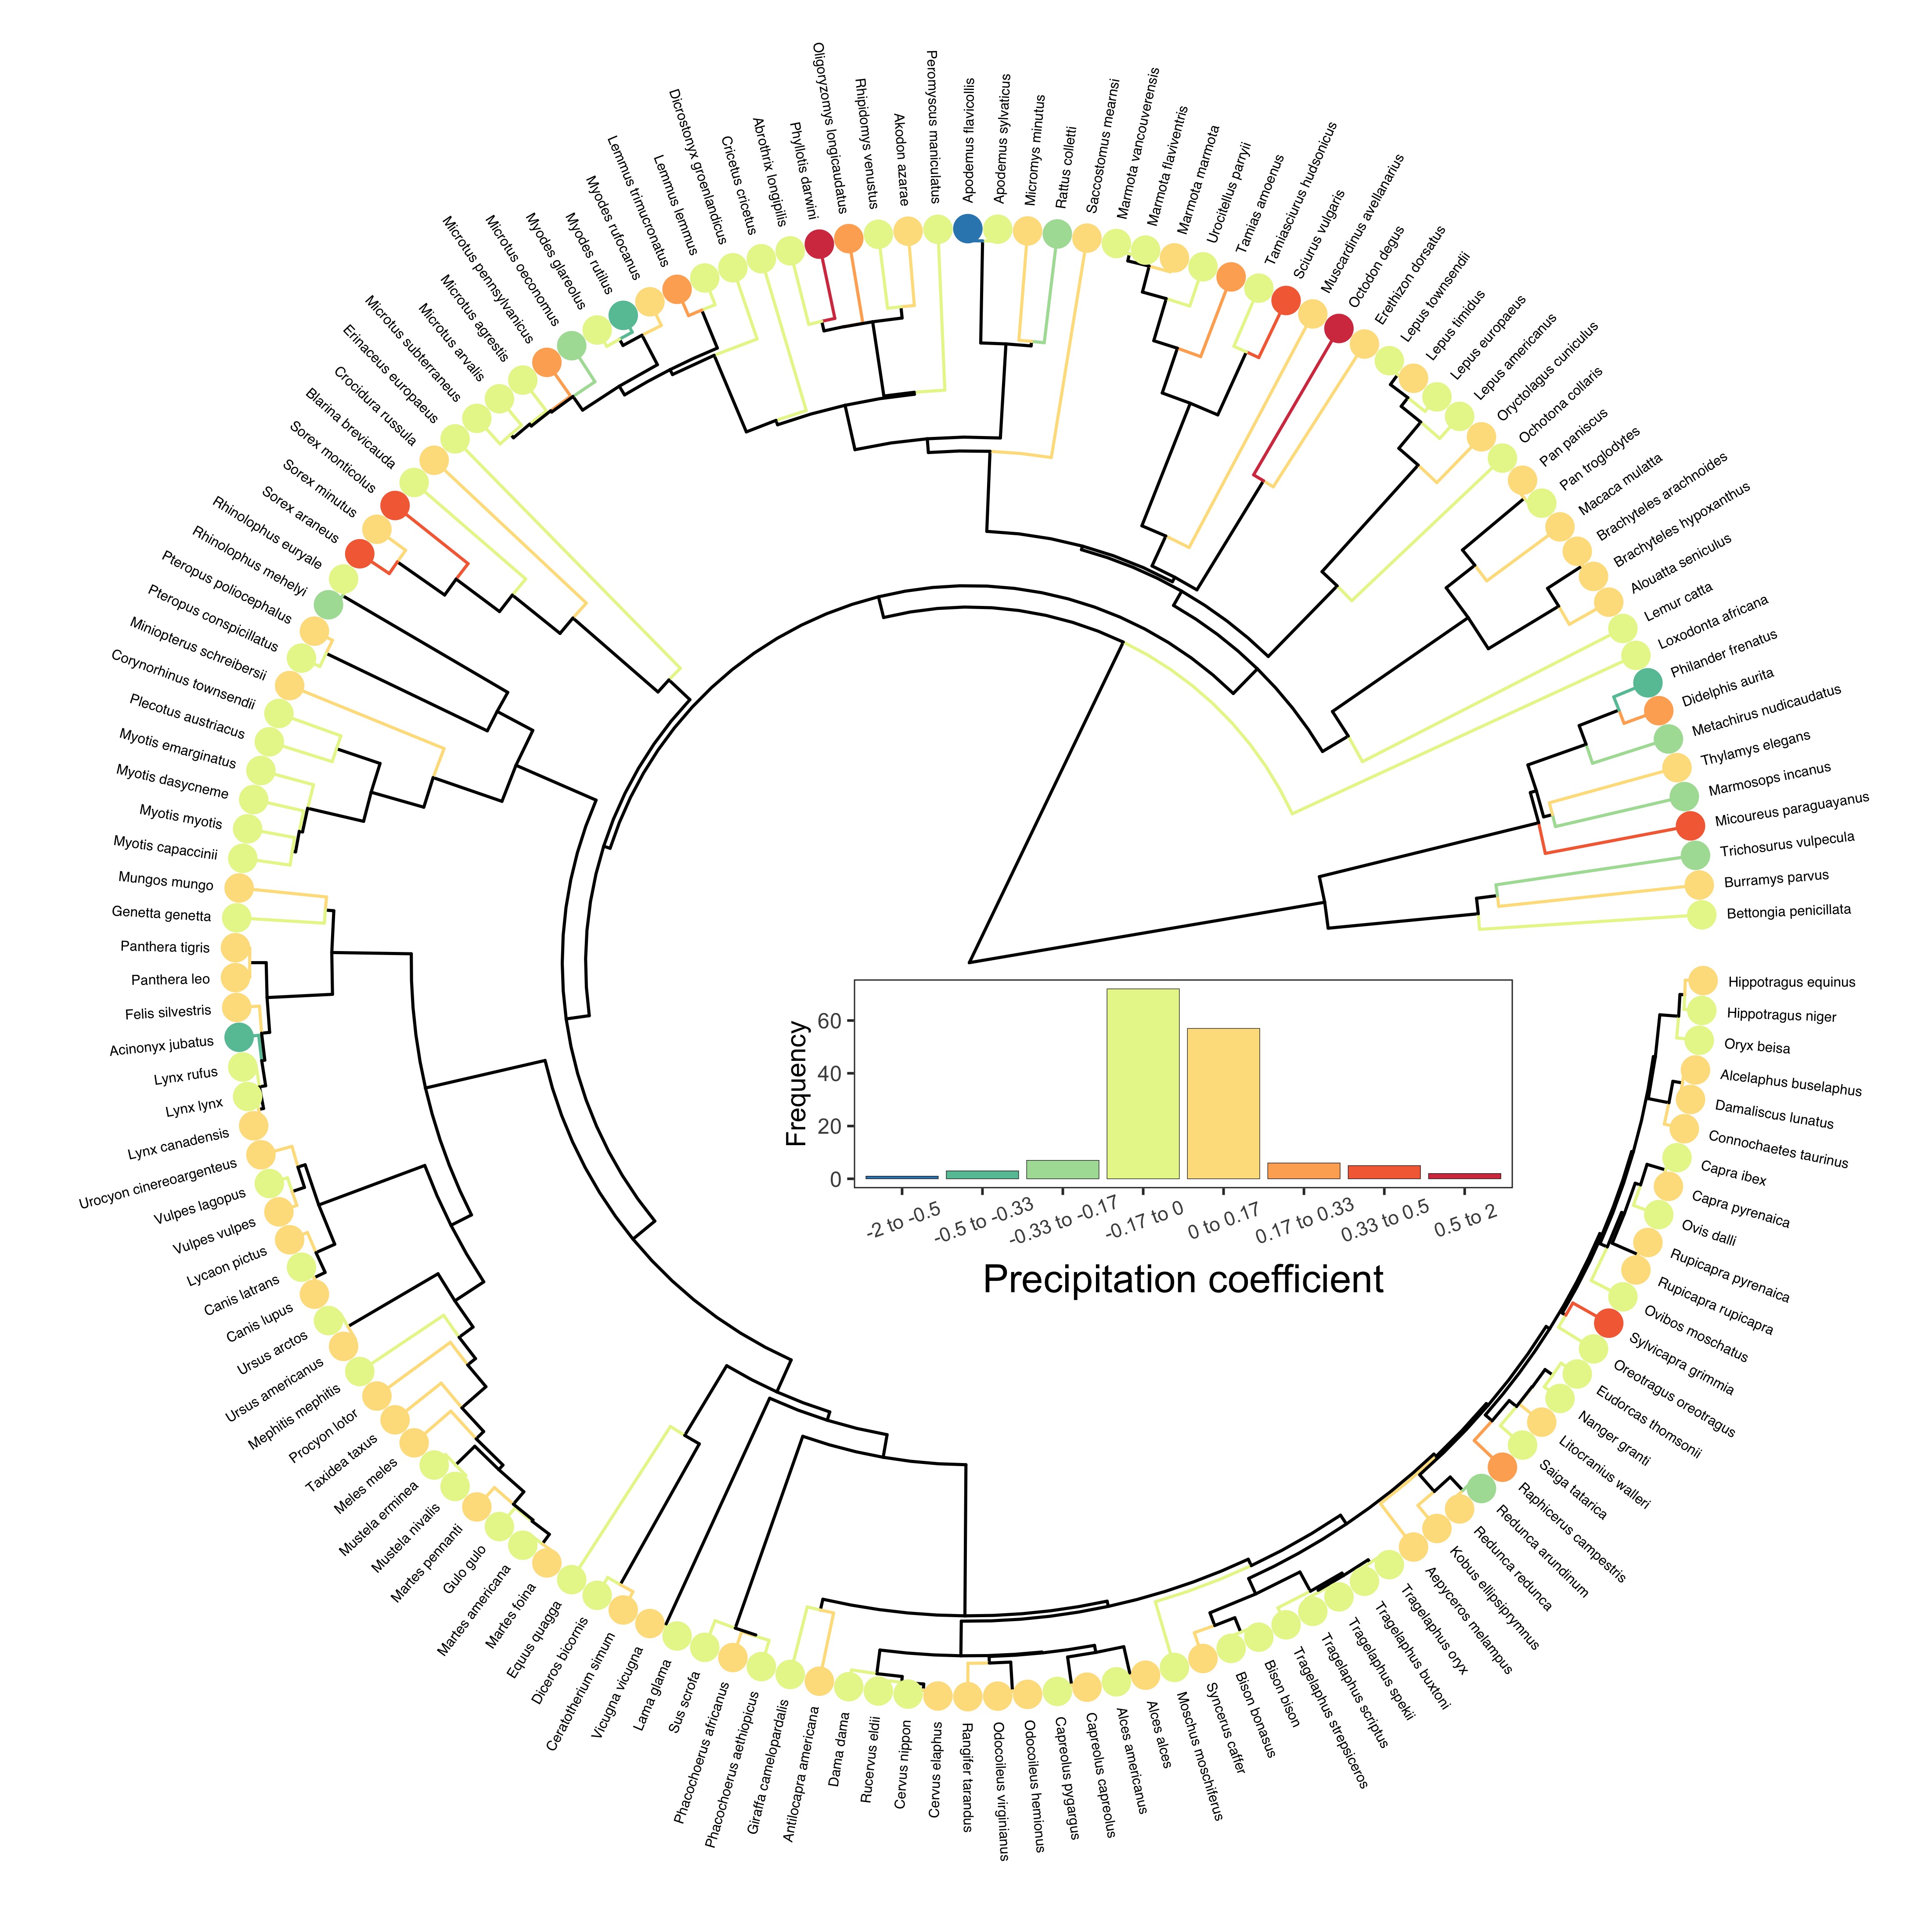 Hippotragus equinus
Hippotragus niger
Oryx beisa
Alcelaphus buselaphus
Damaliscus lunatus
Connochaetes taurinus
Capra ibex
Capra pyrenaica
Ovis dalli
Rupicapra pyrenaica
Rupicapra rupicapra
Ovibos moschatus
Sylvicapra grimmia
Oreotragus oreotragus
Eudorcas thomsonii
Nanger granti
Litocranius walleri
Saiga tatarica
Raphicerus campestris
Redunca arundinum
Redunca redunca
Kobus ellipsiprymnus
Aepyceros melampus
Tragelaphus oryx
Tragelaphus buxtoni
Tragelaphus spekii
Tragelaphus scriptus
Tragelaphus strepsiceros
Bison bison
Bison bonasus
Syncerus caffer
Moschus moschiferus
Alces alces
Alces americanus
Capreolus capreolus
Capreolus pygargus
Odocoileus hemionus
Odocoileus virginianus
Rangifer tarandus
Cervus elaphus
Cervus nippon
Rucervus eldii
Dama dama
Antilocapra americana
Giraffa camelopardalis
Phacochoerus aethiopicus
Phacochoerus africanus
Sus scrofa
Lama glama
Vicugna vicugna
Ceratotherium simum
Diceros bicornis
Equus quagga
Martes foina
Martes americana
Gulo gulo
Martes pennanti
Mustela nivalis
Mustela erminea
Meles meles
Taxidea taxus
Procyon lotor
Mephitis mephitis
Ursus americanus
Ursus arctos
Canis lupus
Canis latrans
Lycaon pictus
Vulpes vulpes
Vulpes lagopus
Urocyon cinereoargenteus
Lynx canadensis
Lynx lynx
Lynx rufus
Acinonyx jubatus
Felis silvestris
Panthera leo
Panthera tigris
Genetta genetta
Mungos mungo
Myotis capaccinii
Myotis myotis
Myotis dasycneme
Myotis emarginatus
Plecotus austriacus
Corynorhinus townsendii
Miniopterus schreibersii
Pteropus conspicillatus
Pteropus poliocephalus
Rhinolophus mehelyi
Rhinolophus euryale
Sorex araneus
Sorex minutus
Sorex monticolus
Blarina brevicauda
Crocidura russula
Erinaceus europaeus
Microtus subterraneus
Microtus arvalis
Microtus agrestis
Microtus pennsylvanicus
Microtus oeconomus
Myodes glareolus
Myodes rutilus
Myodes rufocanus
Lemmus trimucronatus
Lemmus lemmus
Dicrostonyx groenlandicus
Cricetus cricetus
Abrothrix longipilis
Phyllotis darwini
Oligoryzomys longicaudatus
Rhipidomys venustus
Akodon azarae
Peromyscus maniculatus
Apodemus flavicollis
Apodemus sylvaticus
Micromys minutus
Rattus colletti
Saccostomus mearnsi
Marmota vancouverensis
Marmota flaviventris
Marmota marmota
Urocitellus parryii
Tamias amoenus
Tamiasciurus hudsonicus
Sciurus vulgaris
Muscardinus avellanarius
Octodon degus
Erethizon dorsatus
Lepus townsendii
Lepus timidus
Lepus europaeus
Lepus americanus
Oryctolagus cuniculus
Ochotona collaris
Pan paniscus
Pan troglodytes
Macaca mulatta
Brachyteles arachnoides
Brachyteles hypoxanthus
Alouatta seniculus
Lemur catta
Loxodonta africana
Philander frenatus
Didelphis aurita
Metachirus nudicaudatus
Thylamys elegans
Marmosops incanus
Micoureus paraguayanus
Trichosurus vulpecula
Burramys parvus
Bettongia penicillata
Frequency
60
40
20
0
-2 to -0.5
-0.5 to -0.33
-0.33 to -0.17
-0.17 to 0
0 to 0.17
0.17 to 0.33
0.33 to 0.5
0.5 to 2
Precipitation coefficient